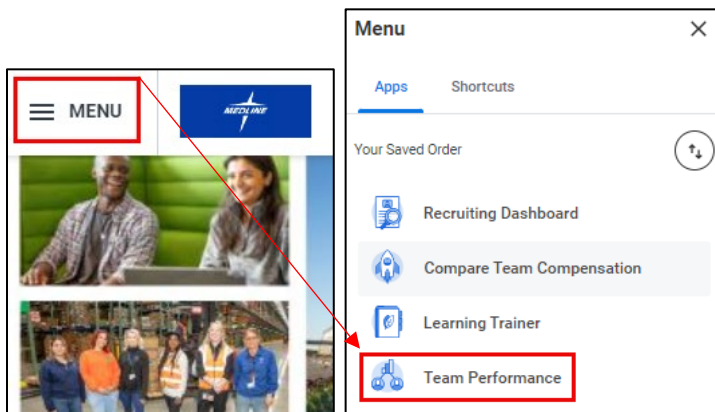 MENU
MEDLINE
Menu
Apps
Shortcuts
Your Saved Order
Recruiting Dashboard
Compare Team Compensation
Learning Trainer
Team Performance